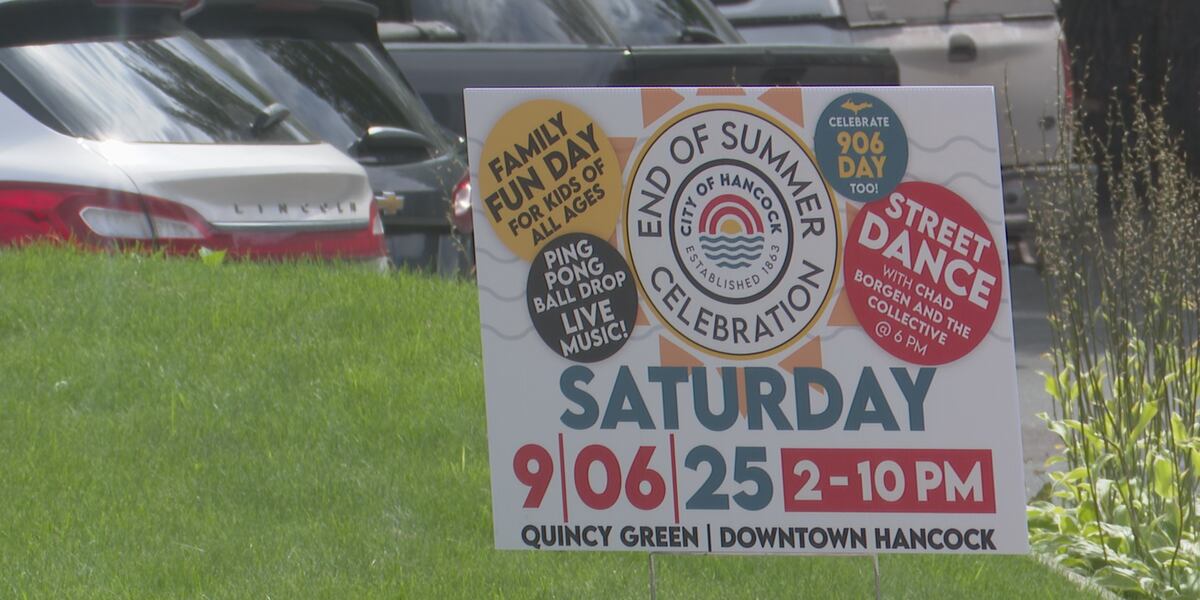 LINCOLN
FAMILY
FUN DAY
FOR KIDS OF
ALL AGES
PING
PONG
BALL DROP
LIVE
MUSIC!
END OF SUMMER
CELEBRATION
CITY OF HANCOCK
ESTABLISHED 1863
CELEBRATE
906
DAY
TOO!
STREET
DANCE
WITH CHAD
BORGEN AND THE
COLLECTIVE
@ 6 PM
SATURDAY
9|06|25 2-10 PM
QUINCY GREEN | DOWNTOWN HANCOCK